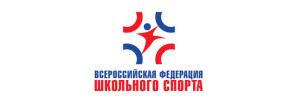 ВСЕРОССИЙСКАЯ ФЕДЕРАЦИЯ
ШКОЛЬНОГО СПОРТА